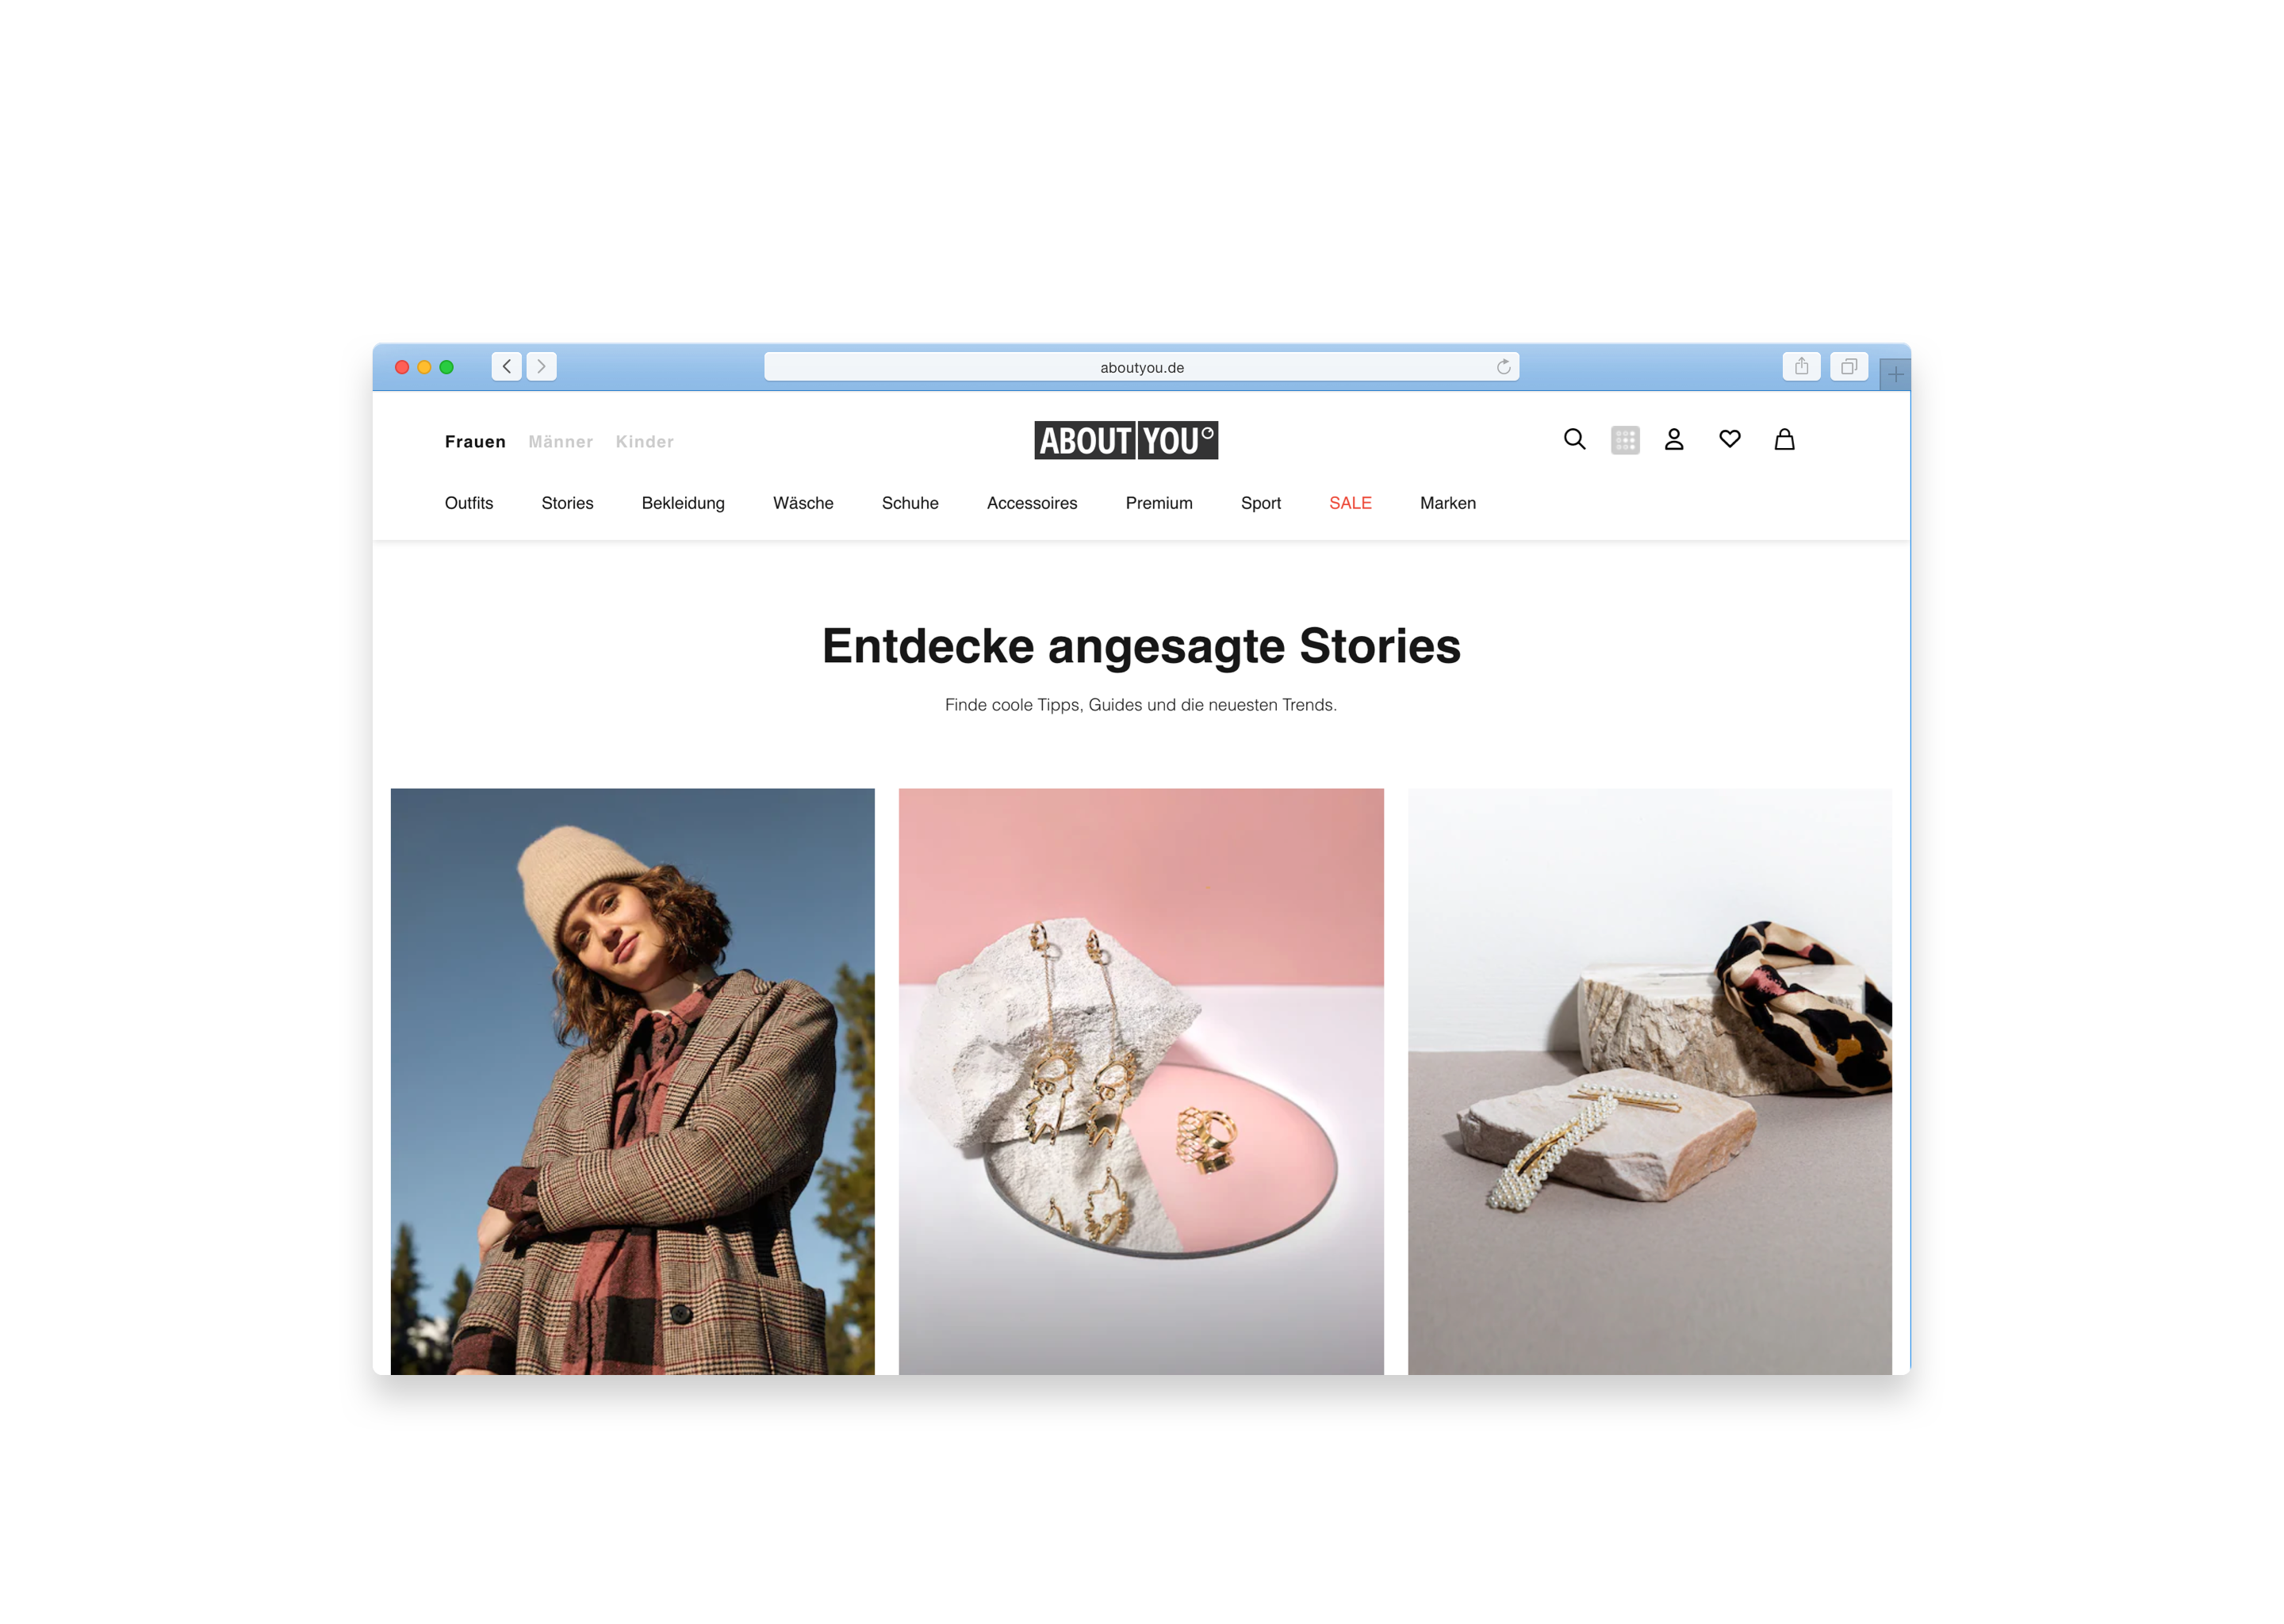 aboutyou.de
Frauen Männer Kinder
ABOUT YOU
Outfits Stories Bekleidung Wäsche Schuhe Accessoires Premium Sport SALE Marken
Entdecke angesagte Stories
Finde coole Tipps, Guides und die neuesten Trends.